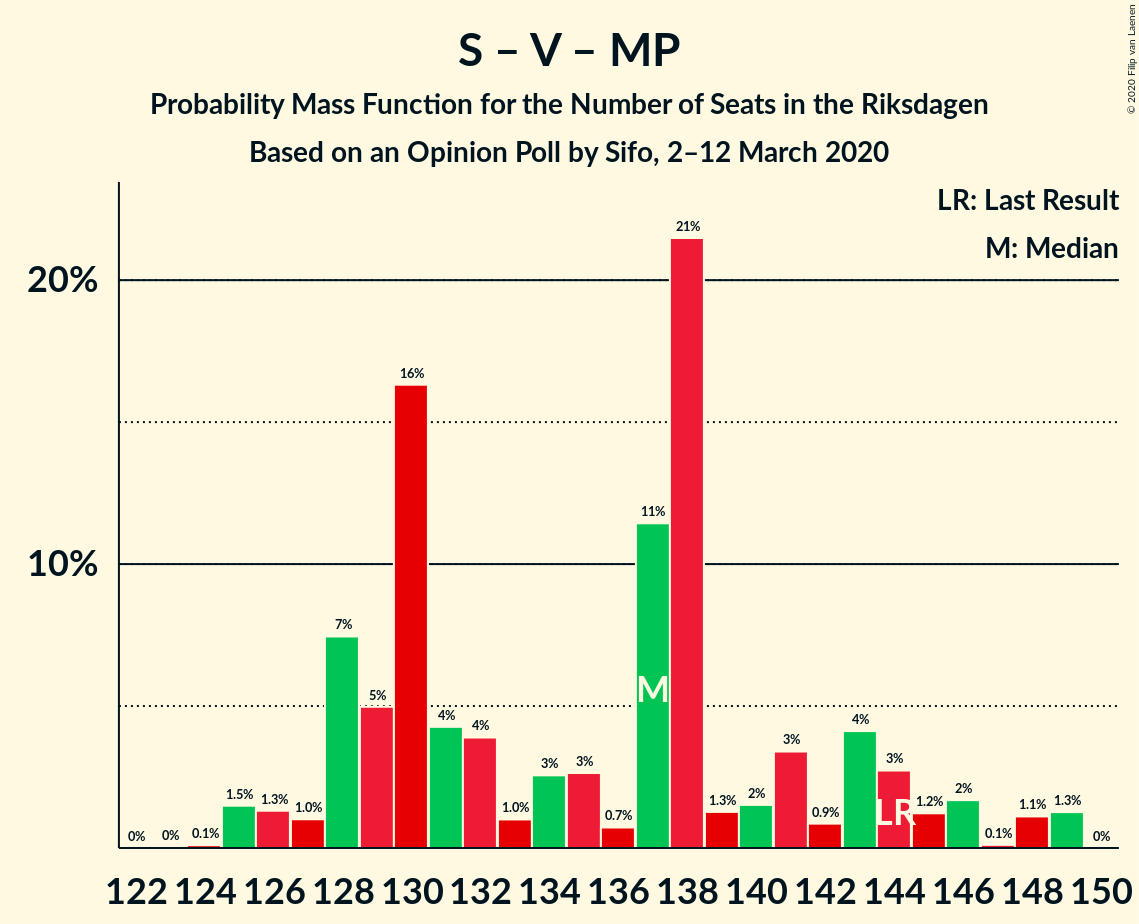 S – V – MP
Probability Mass Function for the Number of Seats in the Riksdagen
Based on an Opinion Poll by Sifo, 2–12 March 2020
© 2020 Filip van Laenen
LR: Last Result
M: Median
20%
10%
0% 0% 0.1% 1.5% 1.3% 1.0% 7% 5% 16% 4% 4% 1.0% 3% 3% 0.7% 11% 21% 1.3% 2% 3% 0.9% 4% 3% 1.2% 2% 0.1% 1.1% 1.3% 0%
M
LR
122 124 126 128 130 132 134 136 138 140 142 144 146 148 150